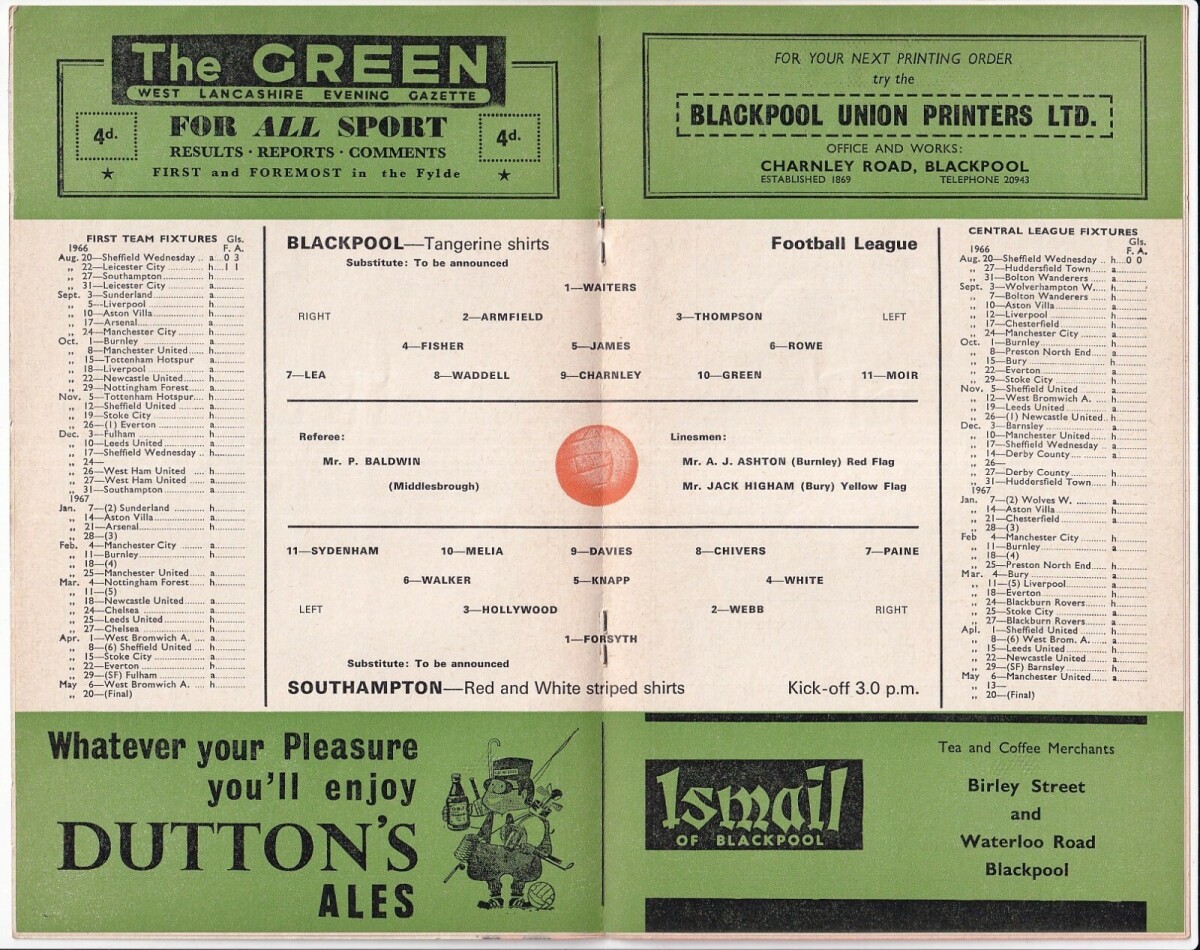 The GREEN
WEST LANCASHIRE EVENING GAZETTE
4d.
FOR ALL SPORT
4d.
RESULTS · REPORTS · COMMENTS
FIRST and FOREMOST in the Fylde
FOR YOUR NEXT PRINTING ORDER
try the
BLACKPOOL UNION PRINTERS LTD.
OFFICE AND WORKS:
CHARNLEY ROAD, BLACKPOOL
ESTABLISHED 1869 TELEPHONE 20943
FIRST TEAM FIXTURES Gls.
1966 F. A.
Aug. 20—Sheffield Wednesday .. a...0 3
„ 22—Leicester City ........... h...1 1
„ 27—Southampton ........... h
„ 31—Leicester City ........... a
Sept. 3—Sunderland ........... a
„ 5—Liverpool ........... h
„ 10—Aston Villa ........... a
„ 17—Arsenal ........... a
„ 24—Manchester City ........... h
Oct. 1—Burnley ........... a
„ 8—Manchester United ...... h
„ 15—Tottenham Hotspur a
„ 18—Liverpool ........... a
„ 22—Newcastle United ...... h
„ 29—Nottingham Forest ...... a
Nov. 5—Tottenham Hotspur .... h
„ 12—Sheffield United ........ a
„ 19—Stoke City ........... h
„ 26—(1) Everton ........... a
Dec. 3—Fulham ........... h
„ 10—Leeds United ........... a
„ 17—Sheffield Wednesday .. h
„ 24—
„ 26—West Ham United .... h
„ 27—West Ham United ...... a
„ 31—Southampton ........... a
1967
Jan. 7—(2) Sunderland ........ h
„ 14—Aston Villa ........... a
„ 21—Arsenal ........... h
„ 28—(3)
Feb. 4—Manchester City ...... a
„ 11—Burnley ........... h
„ 18—(4)
„ 25—Manchester United ...... a
Mar. 4—Nottingham Forest ...... h
„ 11—(5)
„ 18—Newcastle United ...... a
„ 24—Chelsea ........... a
„ 25—Leeds United ........... h
„ 27—Chelsea ........... h
Apr. 1—West Bromwich A. .... a
„ 8—(6) Sheffield United .... h
„ 15—Stoke City ........... a
„ 22—Everton ........... h
„ 29—(SF) Fulham ........... a
May 6—West Bromwich A. ...... h
„ 20—(Final)
BLACKPOOL—Tangerine shirts Football League
Substitute: To be announced
1—WAITERS
RIGHT 2—ARMFIELD 3—THOMPSON LEFT
4—FISHER 5—JAMES 6—ROWE
7—LEA 8—WADDELL 9—CHARNLEY 10—GREEN 11—MOIR
Referee: Linesmen:
Mr. P. BALDWIN Mr. A. J. ASHTON (Burnley) Red Flag
(Middlesbrough) Mr. JACK HIGHAM (Bury) Yellow Flag
11—SYDENHAM 10—MELIA 9—DAVIES 8—CHIVERS 7—PAINE
6—WALKER 5—KNAPP 4—WHITE
LEFT 3—HOLLYWOOD 2—WEBB RIGHT
1—FORSYTH
Substitute: To be announced
SOUTHAMPTON—Red and White striped shirts Kick-off 3.0 p.m.
CENTRAL LEAGUE FIXTURES
Gls.
1966 F. A.
Aug. 20—Sheffield Wednesday .. h...0 0
„ 27—Huddersfield Town ...... a
„ 31—Bolton Wanderers ...... a
Sept. 3—Wolverhampton W. ..... h
„ 7—Bolton Wanderers ...... h
„ 10—Aston Villa ........... a
„ 12—Liverpool ........... h
„ 17—Chesterfield ........... h
„ 24—Manchester City ........ a
Oct. 1—Burnley ........... h
„ 8—Preston North End ..... a
„ 15—Bury ........... h
„ 22—Everton ........... a
„ 29—Stoke City ........... h
Nov. 5—Sheffield United ........ a
„ 12—West Bromwich A. ..... h
„ 19—Leeds United ........... a
„ 26—(1) Newcastle United .. h
Dec. 3—Barnsley ........... a
„ 10—Manchester United ..... h
„ 17—Sheffield Wednesday ... a
„ 14—Derby County ........... a
„ 26—
„ 27—Derby County ........... h
„ 31—Huddersfield Town ..... h
1967
Jan. 7—(2) Wolves W. ........ a
„ 14—Aston Villa ........... h
„ 21—Chesterfield ........... a
„ 28—(3)
Feb 4—Manchester City ........ h
„ 11—Burnley ........... a
„ 18—(4)
„ 25—Preston North End ..... h
Mar. 4—Bury ........... a
„ 11—(5) Liverpool ........... a
„ 18—Everton ........... h
„ 24—Blackburn Rovers ....... h
„ 25—Stoke City ........... a
„ 27—Blackburn Rovers ....... a
Apl. 1—Sheffield United ........ h
„ 8—(6) West Brom. A. ..... a
„ 15—Leeds United ........... h
„ 22—Newcastle United ...... a
„ 29—(SF) Barnsley ........... h
May 6—Manchester United ..... a
„ 13—
„ 20—(Final)
Whatever your Pleasure
you'll enjoy
DUTTON'S
ALES
Ismail
OF BLACKPOOL
Tea and Coffee Merchants
Birley Street
and
Waterloo Road
Blackpool